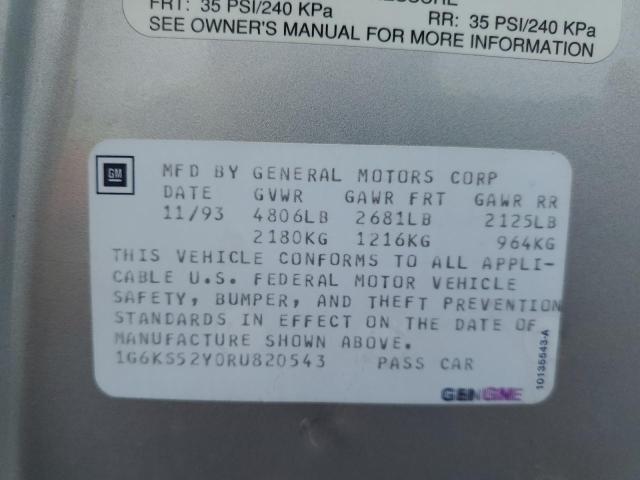 FRT: 35 PSI/240 KPa RR: 35 PSI/240 KPa
SEE OWNER'S MANUAL FOR MORE INFORMATION
GM
MFD BY GENERAL MOTORS CORP
DATE GVWR GAWR FRT GAWR RR
11/93 4806LB 2681LB 2125LB
2180KG 1216KG 964KG
THIS VEHICLE CONFORMS TO ALL APPLI-
CABLE U.S. FEDERAL MOTOR VEHICLE
SAFETY, BUMPER, AND THEFT PREVENTION
STANDARDS IN EFFECT ON THE DATE OF
MANUFACTURE SHOWN ABOVE.
1G6KS52Y0RU820543 PASS CAR
10135543-A